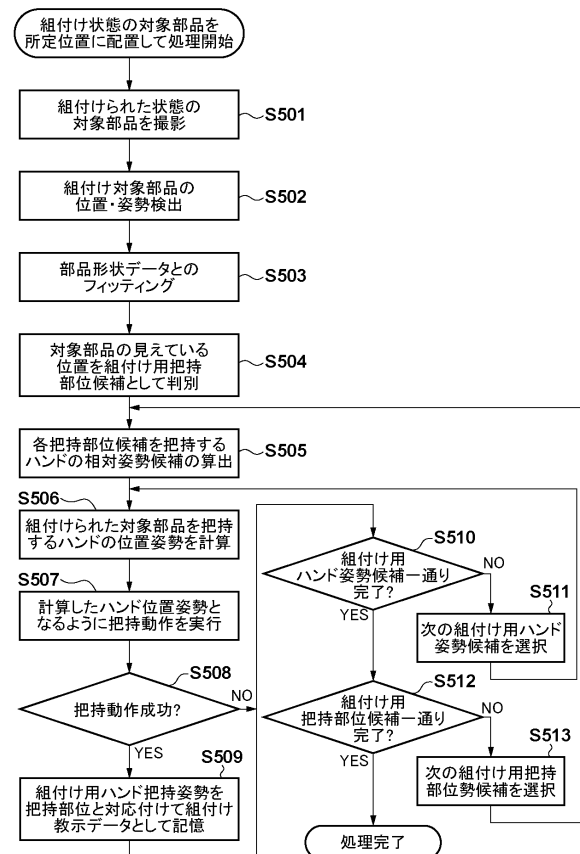 組付け状態の対象部品を
所定位置に配置して処理開始
組付けられた状態の
対象部品を撮影
S501
組付け対象部品の
位置・姿勢検出
S502
部品形状データとの
フィッティング
S503
対象部品の見えている
位置を組付け用把持
部位候補として判別
S504
各把持部位候補を把持する
ハンドの相対姿勢候補の算出
S505
S506
組付けられた対象部品を把持
するハンドの位置姿勢を計算
S507
計算したハンド位置姿勢と
なるように把持動作を実行
S508
把持動作成功?
NO
YES
S509
組付け用ハンド把持姿勢を
把持部位と対応付けて組付け
教示データとして記憶
S510
組付け用
ハンド姿勢候補一通り
完了?
NO
YES
S511
次の組付け用ハンド
姿勢候補を選択
S512
組付け用
把持部位候補一通り
完了?
NO
YES
S513
次の組付け用把持
部位勢候補を選択
処理完了